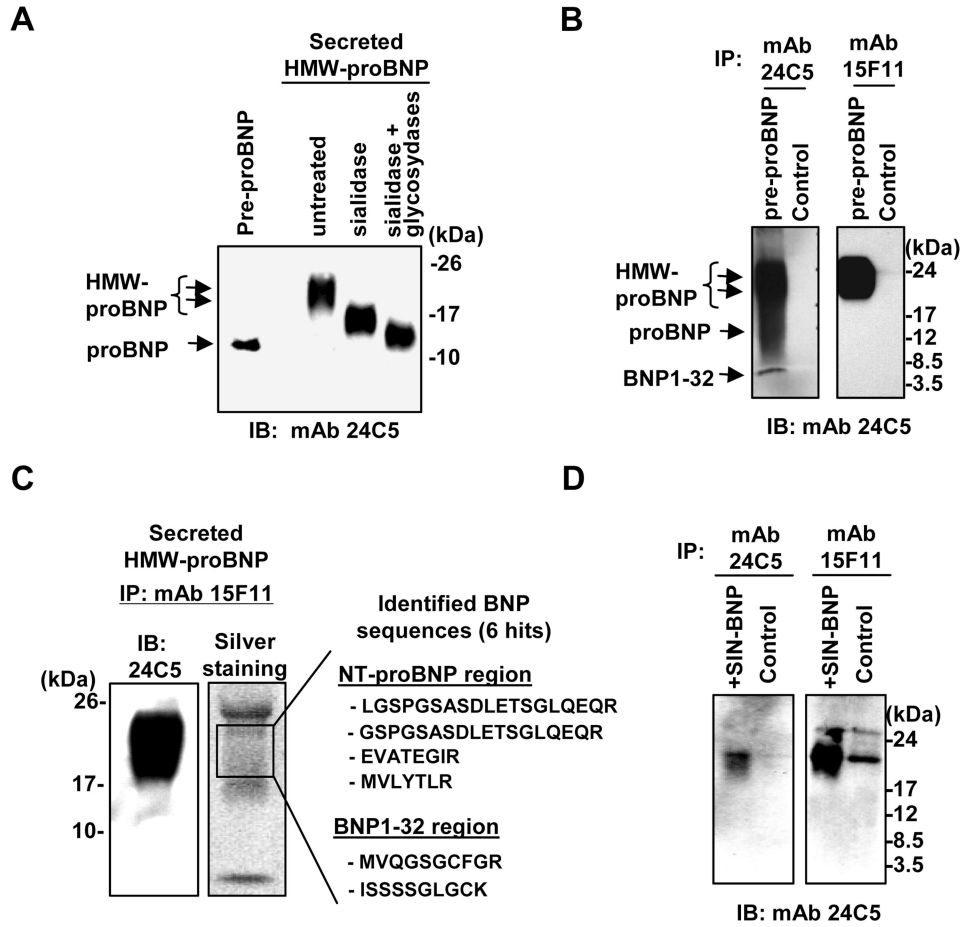 A
Secreted
HMW-proBNP
Pre-proBNP
untreated
sialidase
sialidase +
glycosydases
(kDa)
-26
HMW-
proBNP
-17
proBNP
-10
IB: mAb 24C5
B
IP:
mAb
24C5
mAb
15F11
pre-proBNP
Control
pre-proBNP
Control
(kDa)
-24
HMW-
proBNP
-17
proBNP
-12
-8.5
BNP1-32
-3.5
IB: mAb 24C5
C
Secreted
HMW-proBNP
IP: mAb 15F11
IB:
24C5
Silver
staining
(kDa)
26-
17-
10-
Identified BNP
sequences (6 hits)
NT-proBNP region
- LGSPGSASDLETSGLQEQR
- GSPGSASDLETSGLQEQR
- EVATEGIR
- MVLYTLR
BNP1-32 region
- MVQGSGCFGR
- ISSSSGLGCK
D
IP:
mAb
24C5
mAb
15F11
+SIN-BNP
Control
+SIN-BNP
Control
(kDa)
-24
-17
-12
-8.5
-3.5
IB: mAb 24C5